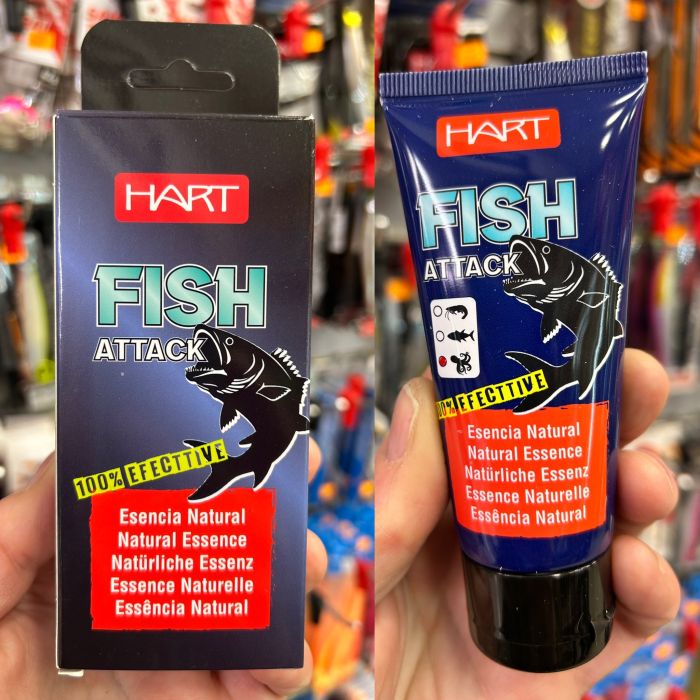 HART
FISH
ATTACK
100% EFECTTIVE
Esencia Natural
Natural Essence
Natürliche Essenz
Essence Naturelle
Essência Natural
HART
FISH
ATTACK
00% EFECTTIVE
Esencia Natural
Natural Essence
Natürliche Essenz
Essence Naturelle
Essência Natural